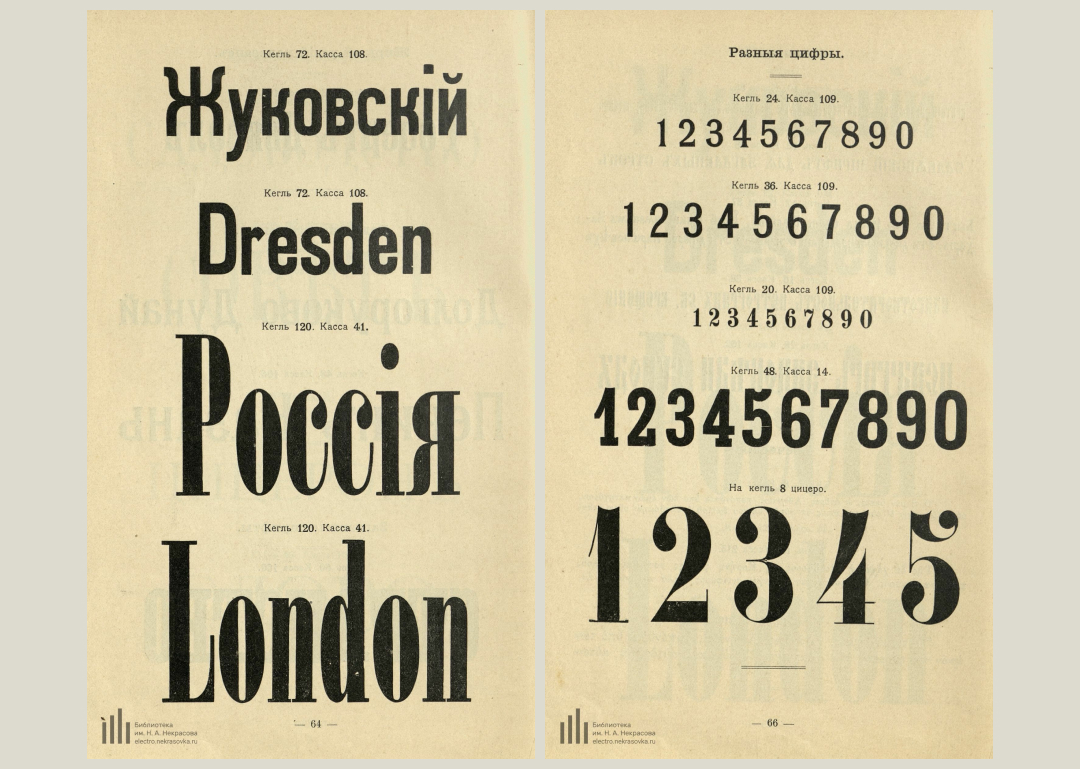 Кегль 72. Касса 108.
Жуковскій
Кегль 72. Касса 108.
Dresden
Кегль 120. Касса 41.
Россія
Кегль 120. Касса 41.
London
— 64 —
Библиотека
им. Н. А. Некрасова
electro.nekrasovka.ru
Разныя цифры.
Кегль 24. Касса 109.
1234567890
Кегль 36. Касса 109.
1234567890
Кегль 20. Касса 109.
1234567890
Кегль 48. Касса 14.
1234567890
На кегль 8 цицеро.
12345
— 66 —
Библиотека
им. Н. А. Некрасова
electro.nekrasovka.ru